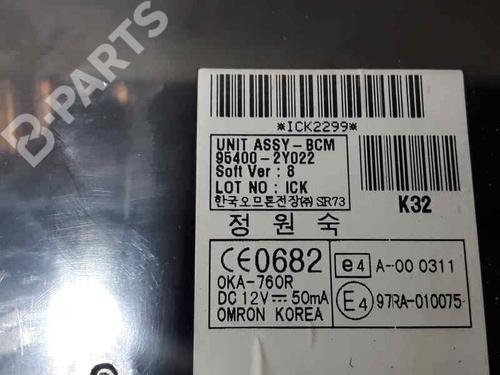 B-PARTS
*ICK2299*
UNIT ASSY-BCM
95400-2Y022
Soft Ver : 8
LOT NO : ICK
한국오므론전장㈜ SR73
K32
정원숙
CE0682
OKA-760R
DC 12V⎓50mA
OMRON KOREA
e4 A-00 0311
E4 97RA-010075